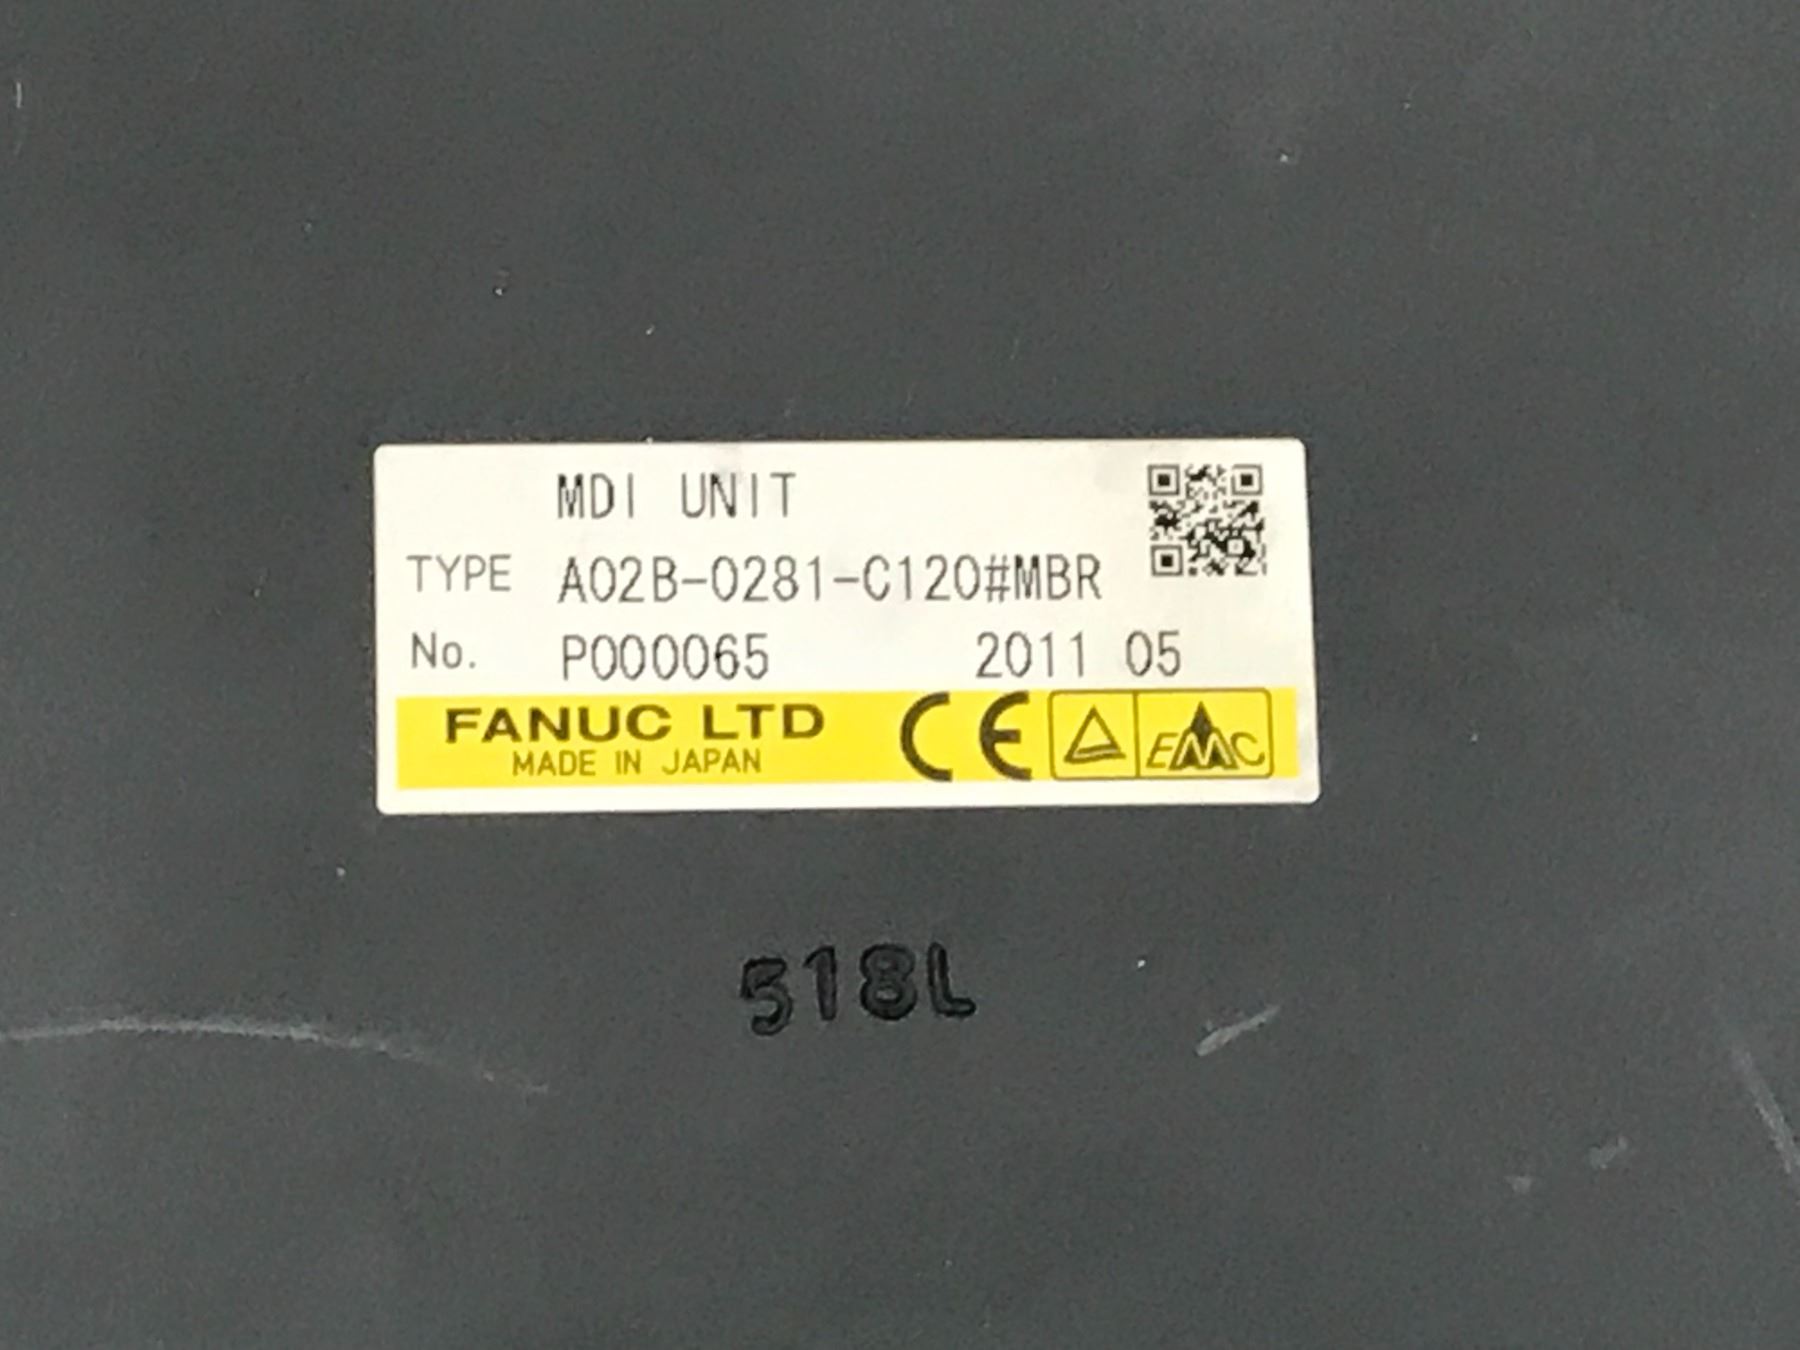 MDI UNIT
TYPE A02B-0281-C120#MBR
No. P000065 2011 05
FANUC LTD CE EMC
MADE IN JAPAN
518L